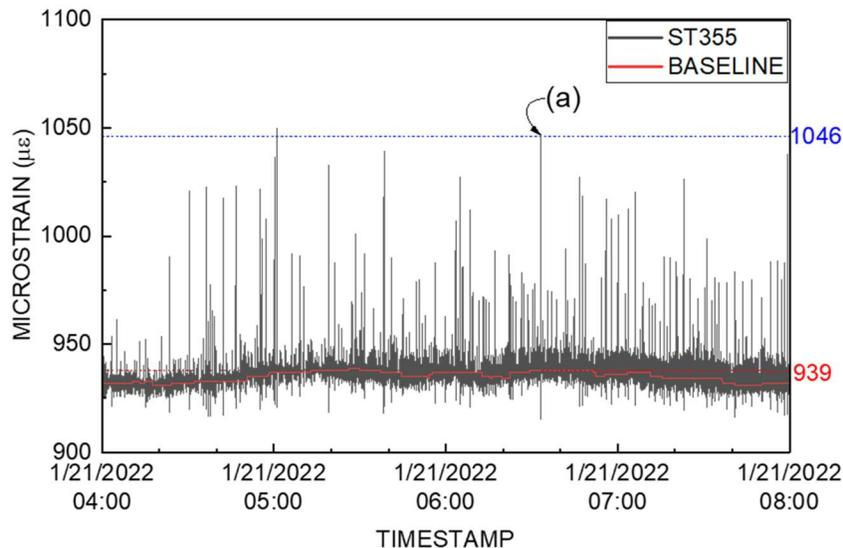 1100
ST355
BASELINE
(a)
1050
1046
1000
MICROSTRAIN (µε)
950
939
900
1/21/2022 1/21/2022 1/21/2022 1/21/2022 1/21/2022
04:00 05:00 06:00 07:00 08:00
TIMESTAMP